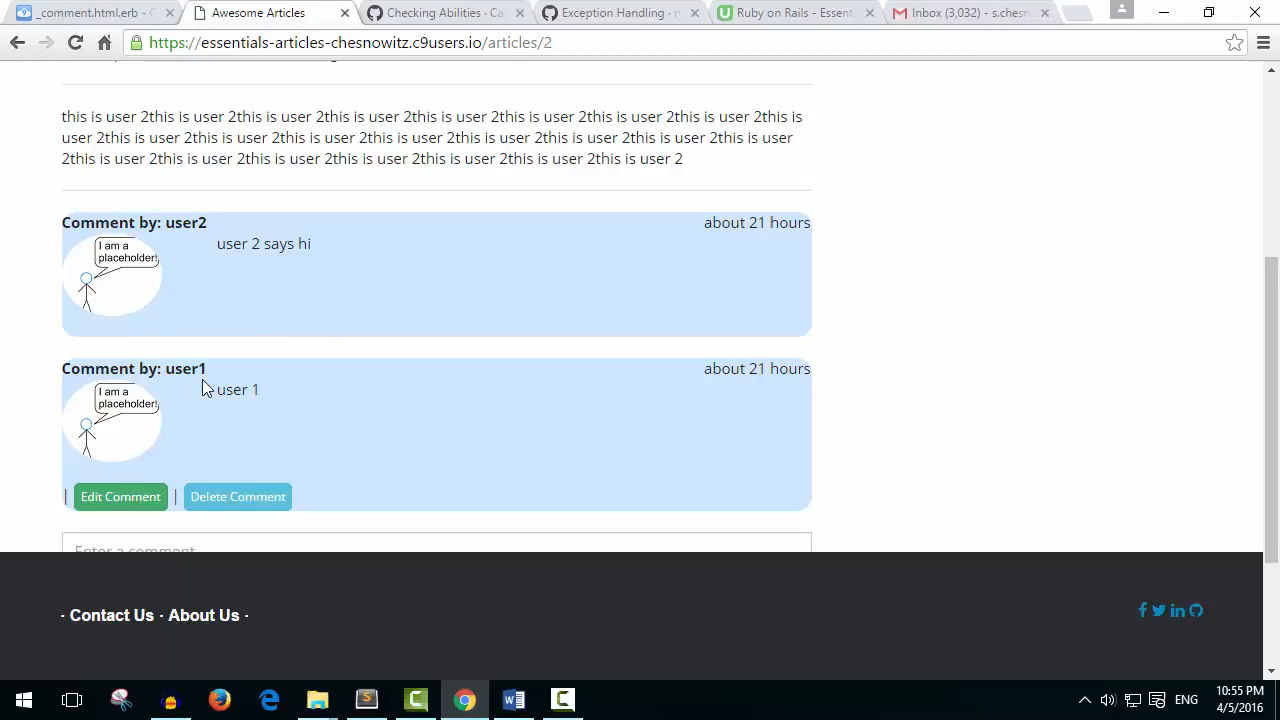 _comment.html.erb - C
Awesome Articles
Checking Abilities · Ca
Exception Handling · r
Ruby on Rails - Essent
Inbox (3,032) - s.chesn
https://essentials-articles-chesnowitz.c9users.io/articles/2
this is user 2this is user 2this is user 2this is user 2this is user 2this is user 2this is user 2this is user 2this is
user 2this is user 2this is user 2this is user 2this is user 2this is user 2this is user 2this is user 2this is user
2this is user 2this is user 2this is user 2this is user 2this is user 2this is user 2this is user 2
Comment by: user2
about 21 hours
I am a
placeholder!
user 2 says hi
Comment by: user1
about 21 hours
I am a
placeholder!
user 1
| Edit Comment | Delete Comment
Enter a comment
· Contact Us · About Us ·
ENG
10:55 PM
4/5/2016